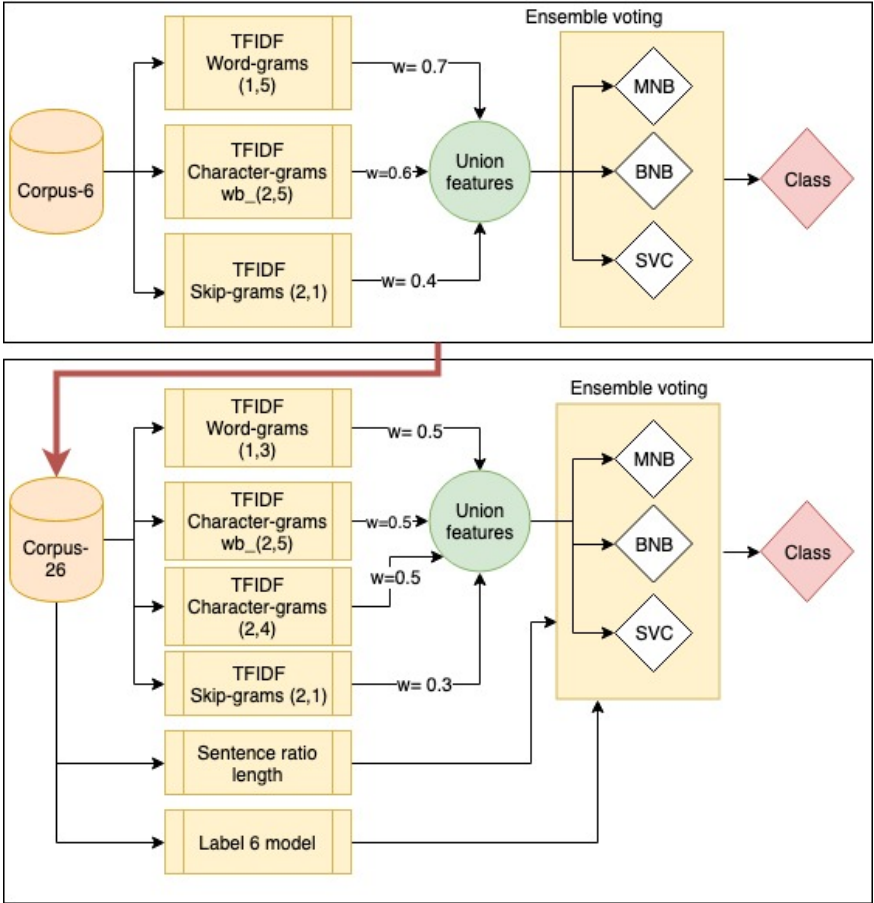 Ensemble voting
TFIDF
Word-grams
(1,5)
w= 0.7
MNB
Corpus-6
TFIDF
Character-grams
wb_(2,5)
w=0.6
Union
features
BNB
Class
TFIDF
Skip-grams (2,1)
w= 0.4
SVC
Ensemble voting
TFIDF
Word-grams
(1,3)
w= 0.5
MNB
Corpus-
26
TFIDF
Character-grams
wb_(2,5)
w=0.5
Union
features
BNB
Class
TFIDF
Character-grams
(2,4)
w=0.5
SVC
TFIDF
Skip-grams (2,1)
w= 0.3
Sentence ratio
length
Label 6 model